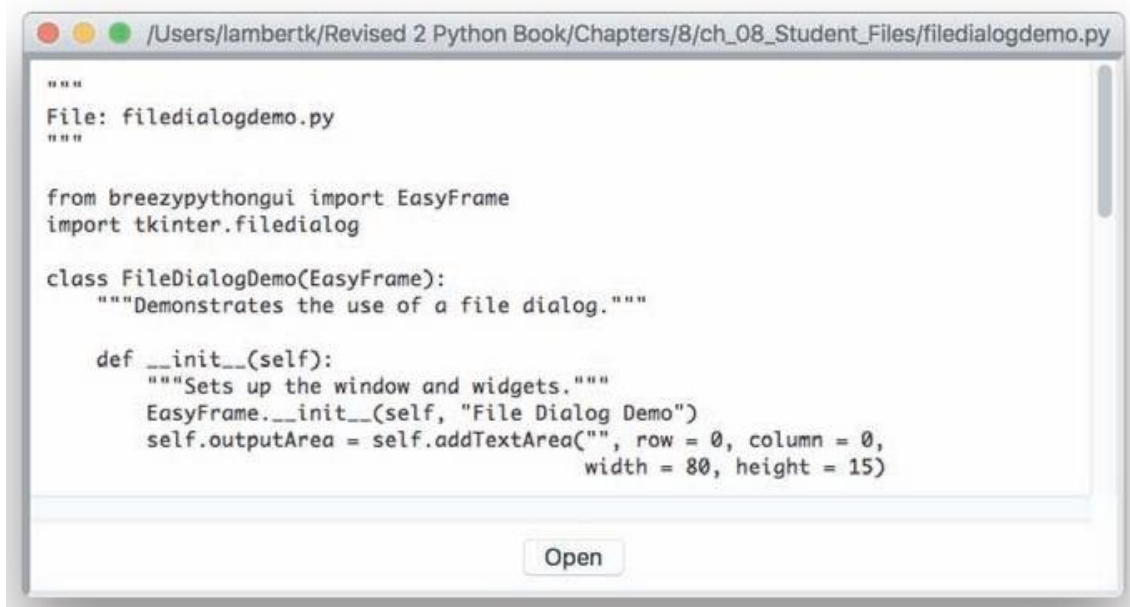 /Users/lambertk/Revised 2 Python Book/Chapters/8/ch_08_Student_Files/filedialogdemo.py
"""
File: filedialogdemo.py
"""
from breezypythongui import EasyFrame
import tkinter.filedialog
class FileDialogDemo(EasyFrame):
    """Demonstrates the use of a file dialog."""
    def __init__(self):
        """Sets up the window and widgets."""
        EasyFrame.__init__(self, "File Dialog Demo")
        self.outputArea = self.addTextArea("", row = 0, column = 0,
                                           width = 80, height = 15)
Open